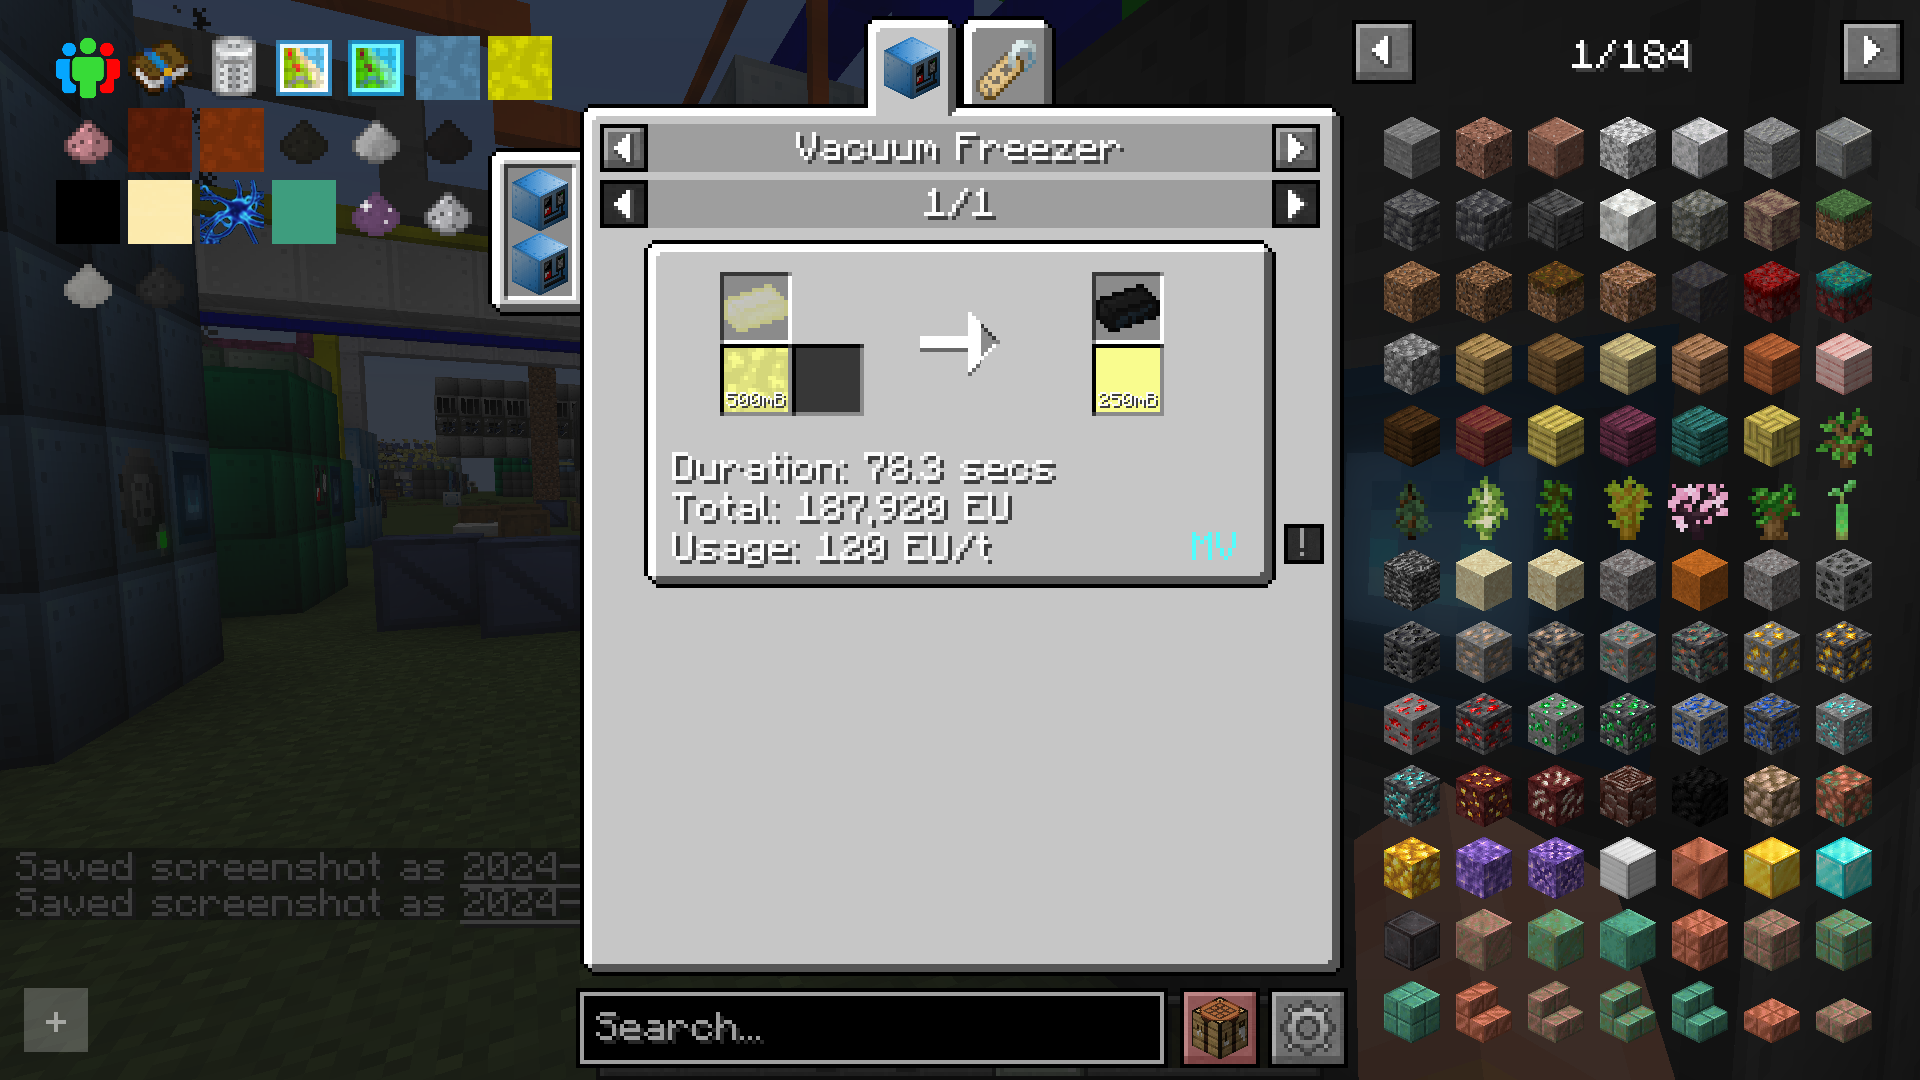 1/184
Vacuum Freezer
1/1
500mB
250mB
Duration: 78.3 secs
Total: 187,920 EU
Usage: 120 EU/t
MV
!
Saved screenshot as 2024-
Saved screenshot as 2024-
+
Search...